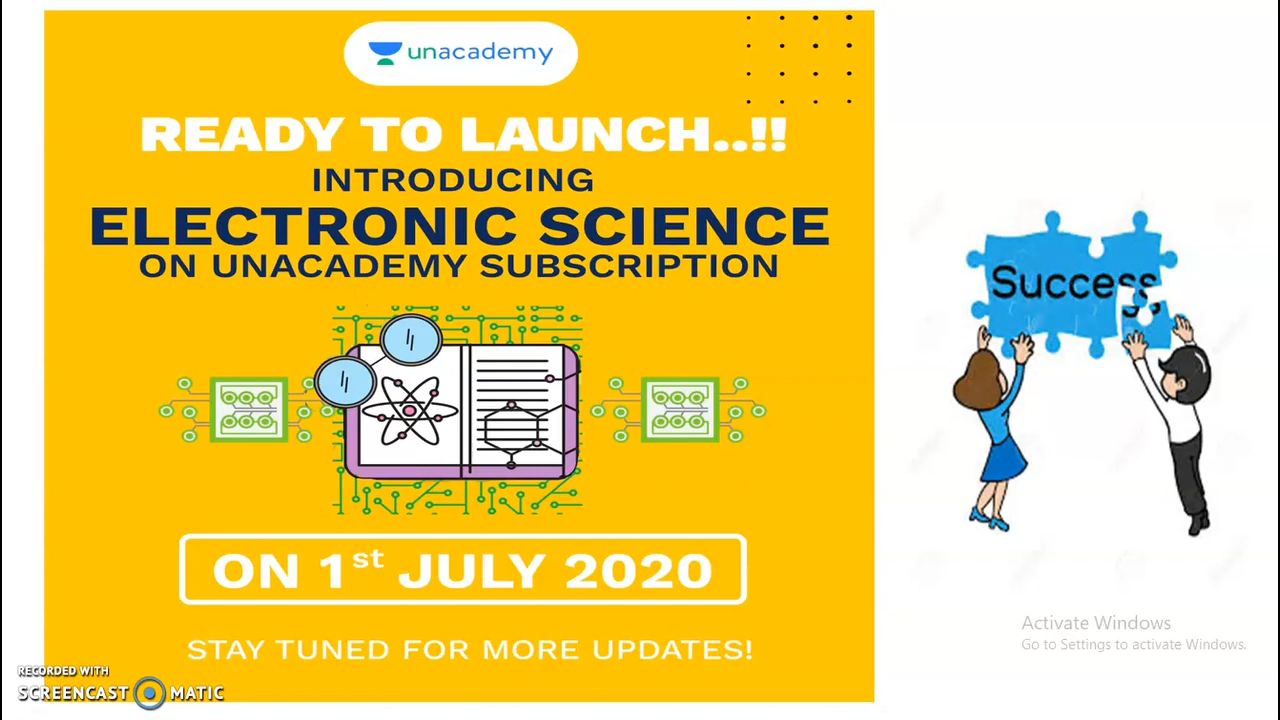 unacademy
READY TO LAUNCH..!!
INTRODUCING
ELECTRONIC SCIENCE
ON UNACADEMY SUBSCRIPTION
ON 1st JULY 2020
STAY TUNED FOR MORE UPDATES!
Success
Activate Windows
Go to Settings to activate Windows.
RECORDED WITH
SCREENCAST MATIC